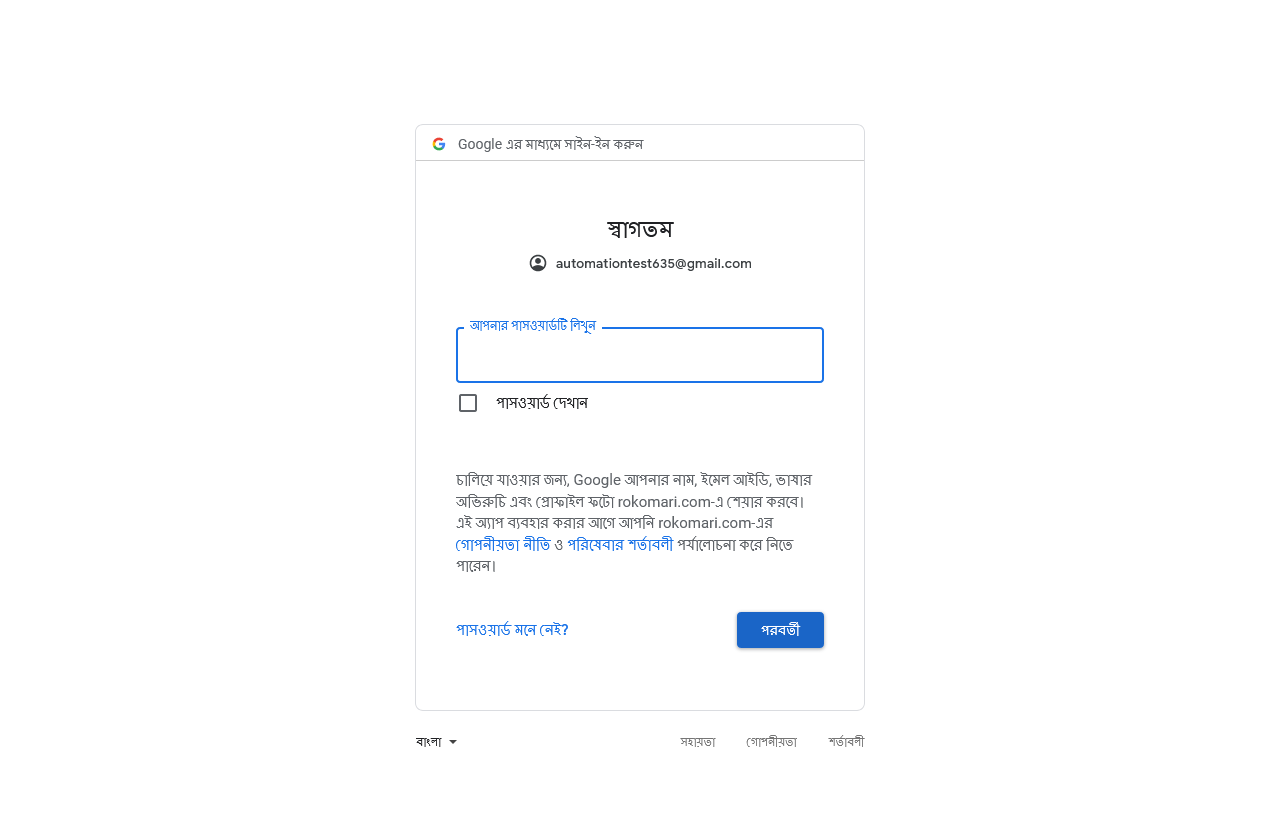 Google এর মাধ্যমে সাইন-ইন করুন
স্বাগতম
automationtest635@gmail.com
আপনার পাসওয়ার্ডটি লিখুন
পাসওয়ার্ড দেখান
চালিয়ে যাওয়ার জন্য, Google আপনার নাম, ইমেল আইডি, ভাষার
অভিরুচি এবং প্রোফাইল ফটো rokomari.com-এ শেয়ার করবে।
এই অ্যাপ ব্যবহার করার আগে আপনি rokomari.com-এর
গোপনীয়তা নীতি ও পরিষেবার শর্তাবলী পর্যালোচনা করে নিতে
পারেন।
পাসওয়ার্ড মনে নেই?
পরবর্তী
বাংলা
সহায়তা
গোপনীয়তা
শর্তাবলী